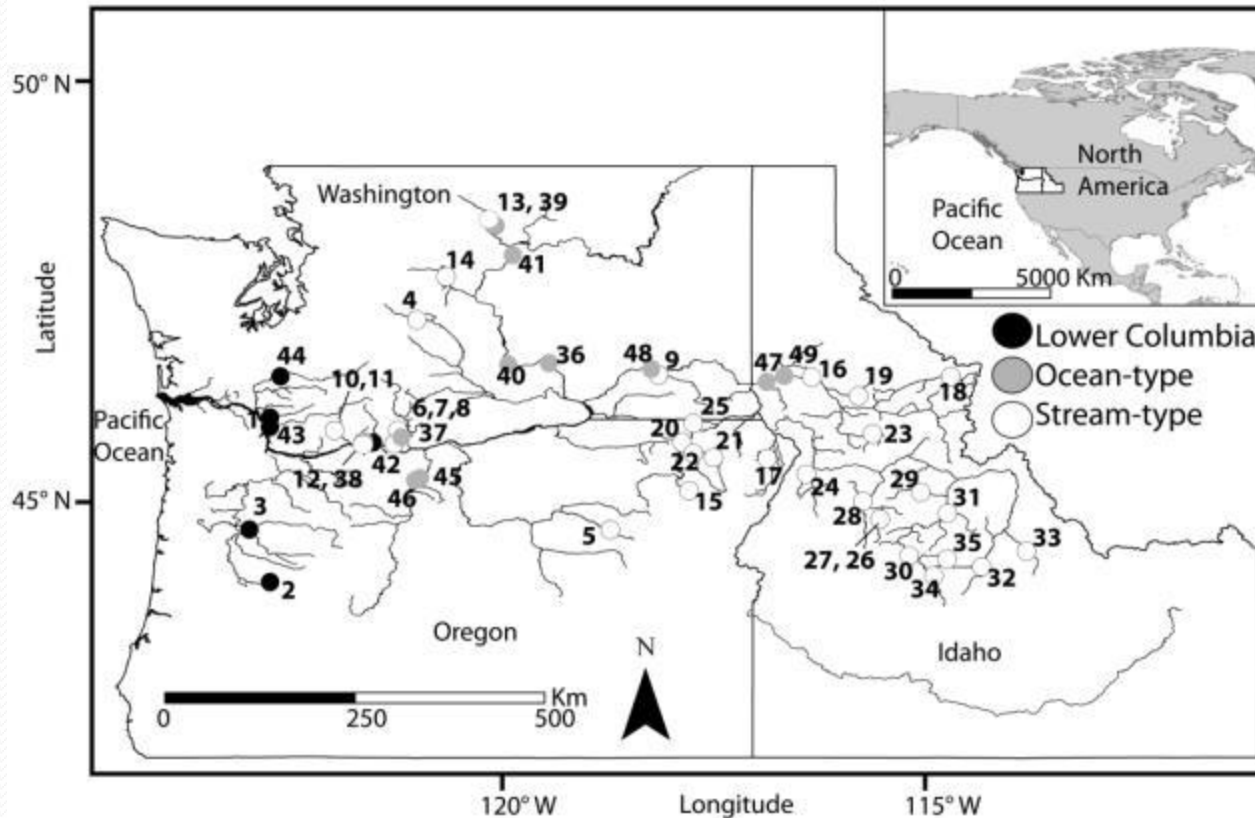 50° N
North
America
Pacific
Ocean
0
5000 Km
Washington
13, 39
41
14
4
Latitude
Lower Columbia
Ocean-type
Stream-type
44
36
40
48
9
47
49
16
19
18
10,11
6,7,8
1
43
37
42
25
20
21
22
23
Pacific
Ocean
12, 38
45
46
17
15
24
29
31
45° N
3
28
5
27, 26
35
33
30
32
34
2
Oregon
N
Idaho
Km
0
250
500
120° W
Longitude
115° W